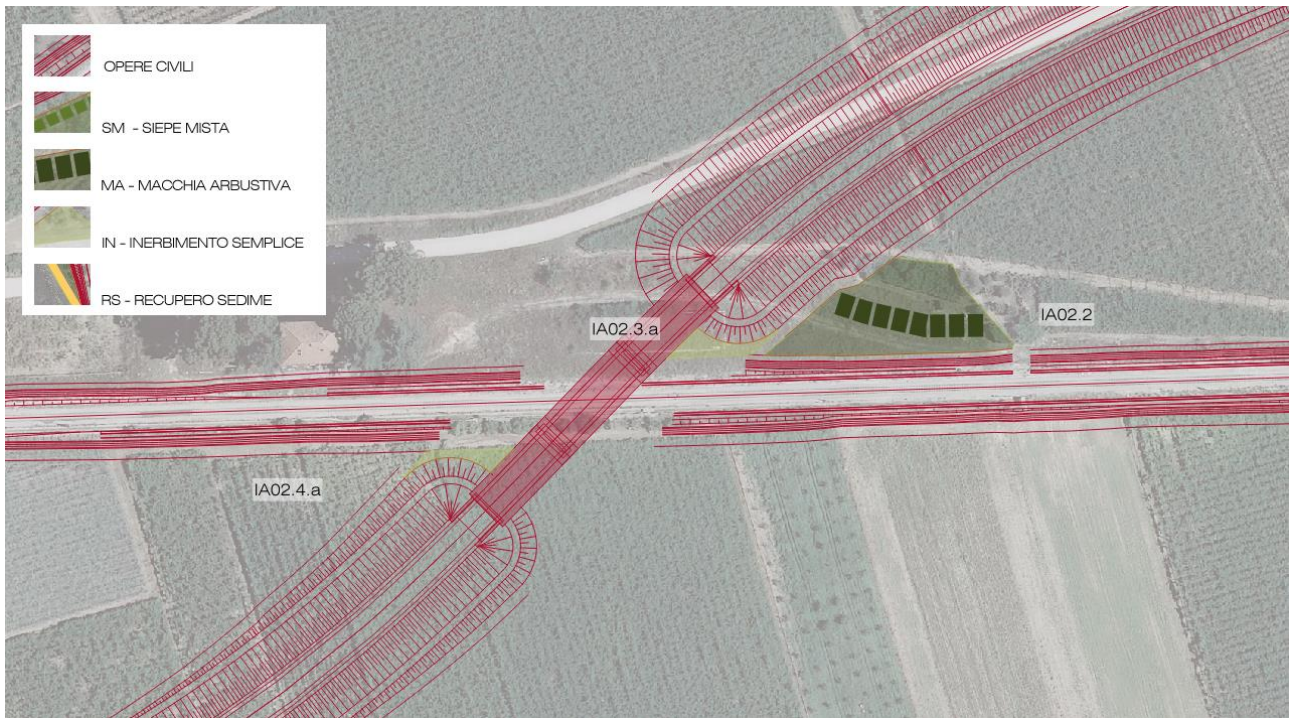 OPERE CIVILI
SM - SIEPE MISTA
MA - MACCHIA ARBUSTIVA
IN - INERBIMENTO SEMPLICE
RS - RECUPERO SEDIME
IA02.2
IA02.3.a
IA02.4.a